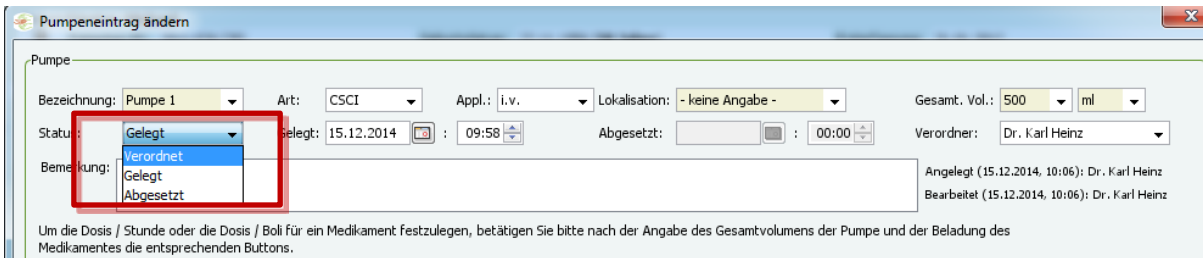 Pumpeneintrag ändern
Pumpe
Bezeichnung: Pumpe 1 Art: CSCI Appl.: i.v. Lokalisation: - keine Angabe - Gesamt. Vol.: 500 ml
Status: Gelegt Gelegt: 15.12.2014 : 09:58 Abgesetzt: : 00:00 Verordner: Dr. Karl Heinz
Verordnet
Bemerkung: Gelegt Angelegt (15.12.2014, 10:06): Dr. Karl Heinz
Abgesetzt Bearbeitet (15.12.2014, 10:06): Dr. Karl Heinz
Um die Dosis / Stunde oder die Dosis / Boli für ein Medikament festzulegen, betätigen Sie bitte nach der Angabe des Gesamtvolumens der Pumpe und der Beladung des
Medikamentes die entsprechenden Buttons.